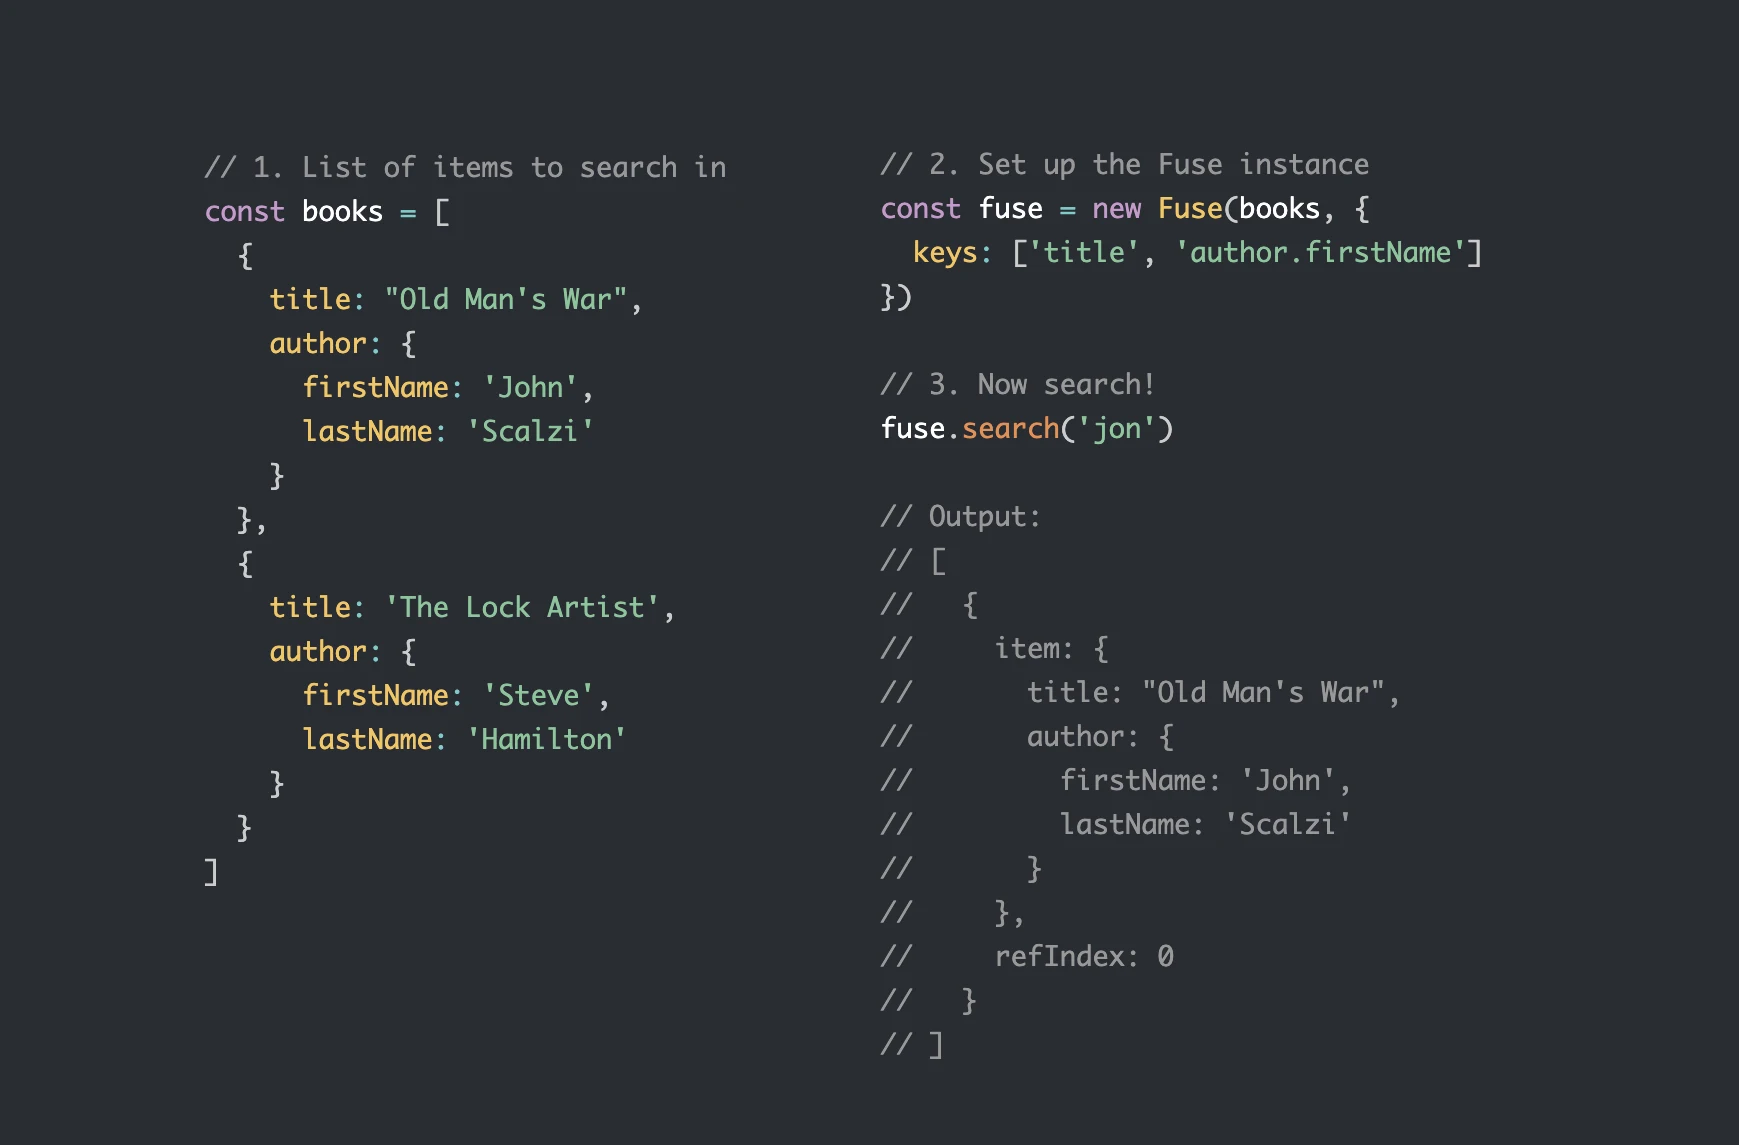 // 1. List of items to search in
const books = [
  {
    title: "Old Man's War",
    author: {
      firstName: 'John',
      lastName: 'Scalzi'
    }
  },
  {
    title: 'The Lock Artist',
    author: {
      firstName: 'Steve',
      lastName: 'Hamilton'
    }
  }
]
// 2. Set up the Fuse instance
const fuse = new Fuse(books, {
  keys: ['title', 'author.firstName']
})
// 3. Now search!
fuse.search('jon')
// Output:
// [
//   {
//     item: {
//       title: "Old Man's War",
//       author: {
//         firstName: 'John',
//         lastName: 'Scalzi'
//       }
//     },
//     refIndex: 0
//   }
// ]